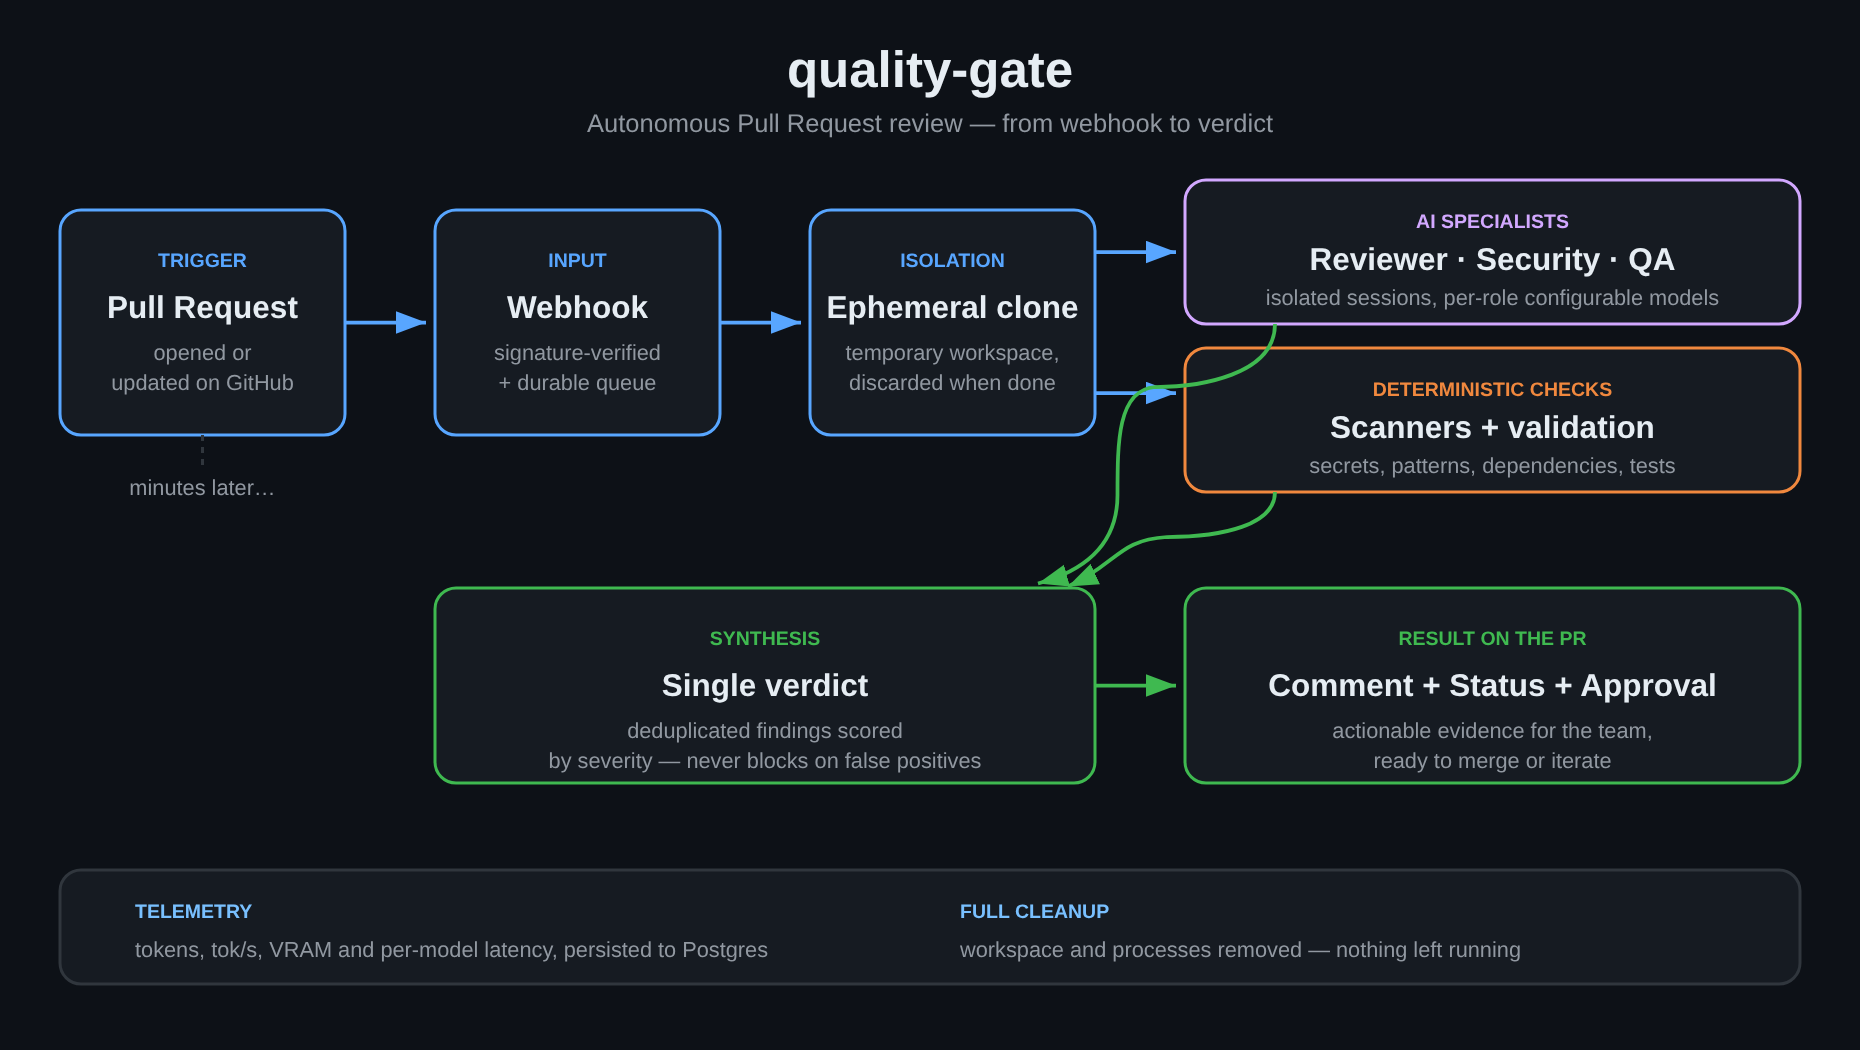 quality-gate
Autonomous Pull Request review — from webhook to verdict
TRIGGER
Pull Request
opened or
updated on GitHub
minutes later…
INPUT
Webhook
signature-verified
+ durable queue
ISOLATION
Ephemeral clone
temporary workspace,
discarded when done
AI SPECIALISTS
Reviewer · Security · QA
isolated sessions, per-role configurable models
DETERMINISTIC CHECKS
Scanners + validation
secrets, patterns, dependencies, tests
SYNTHESIS
Single verdict
deduplicated findings scored
by severity — never blocks on false positives
RESULT ON THE PR
Comment + Status + Approval
actionable evidence for the team,
ready to merge or iterate
TELEMETRY
tokens, tok/s, VRAM and per-model latency, persisted to Postgres
FULL CLEANUP
workspace and processes removed — nothing left running